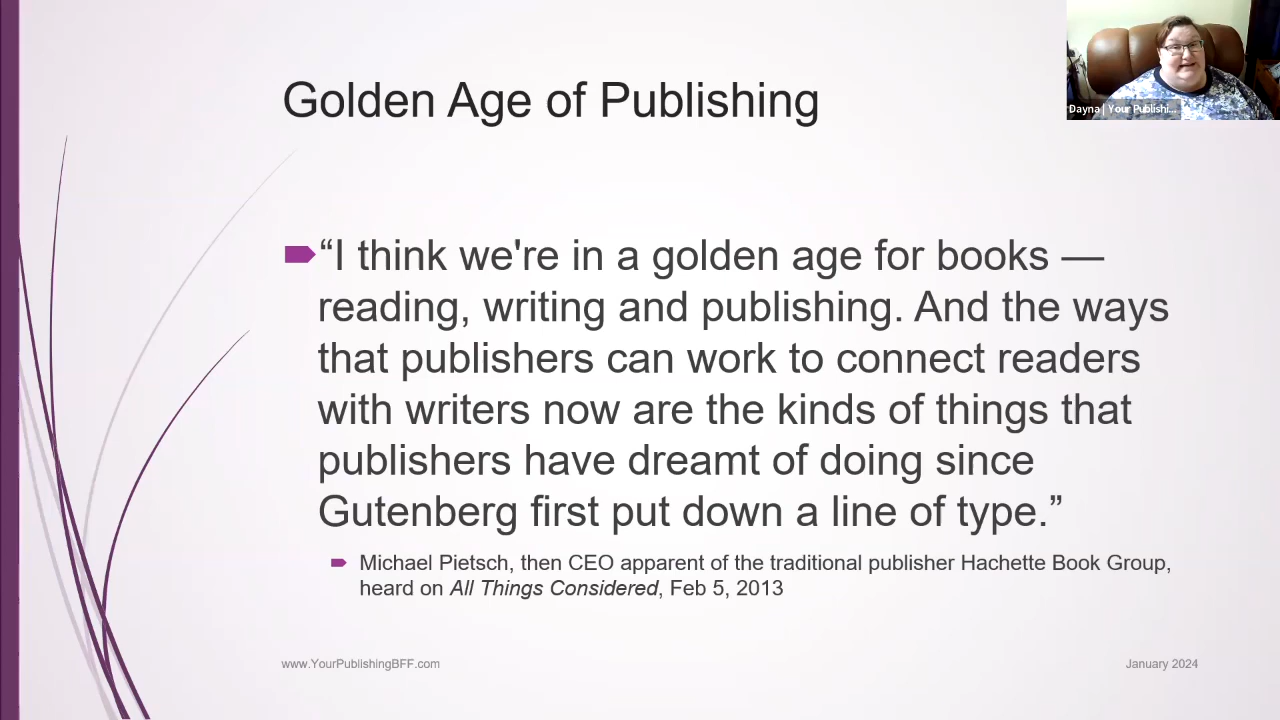 Golden Age of Publishing
Dayna | Your Publishi...
“I think we're in a golden age for books —
reading, writing and publishing. And the ways
that publishers can work to connect readers
with writers now are the kinds of things that
publishers have dreamt of doing since
Gutenberg first put down a line of type.”
Michael Pietsch, then CEO apparent of the traditional publisher Hachette Book Group,
heard on All Things Considered, Feb 5, 2013
www.YourPublishingBFF.com
January 2024